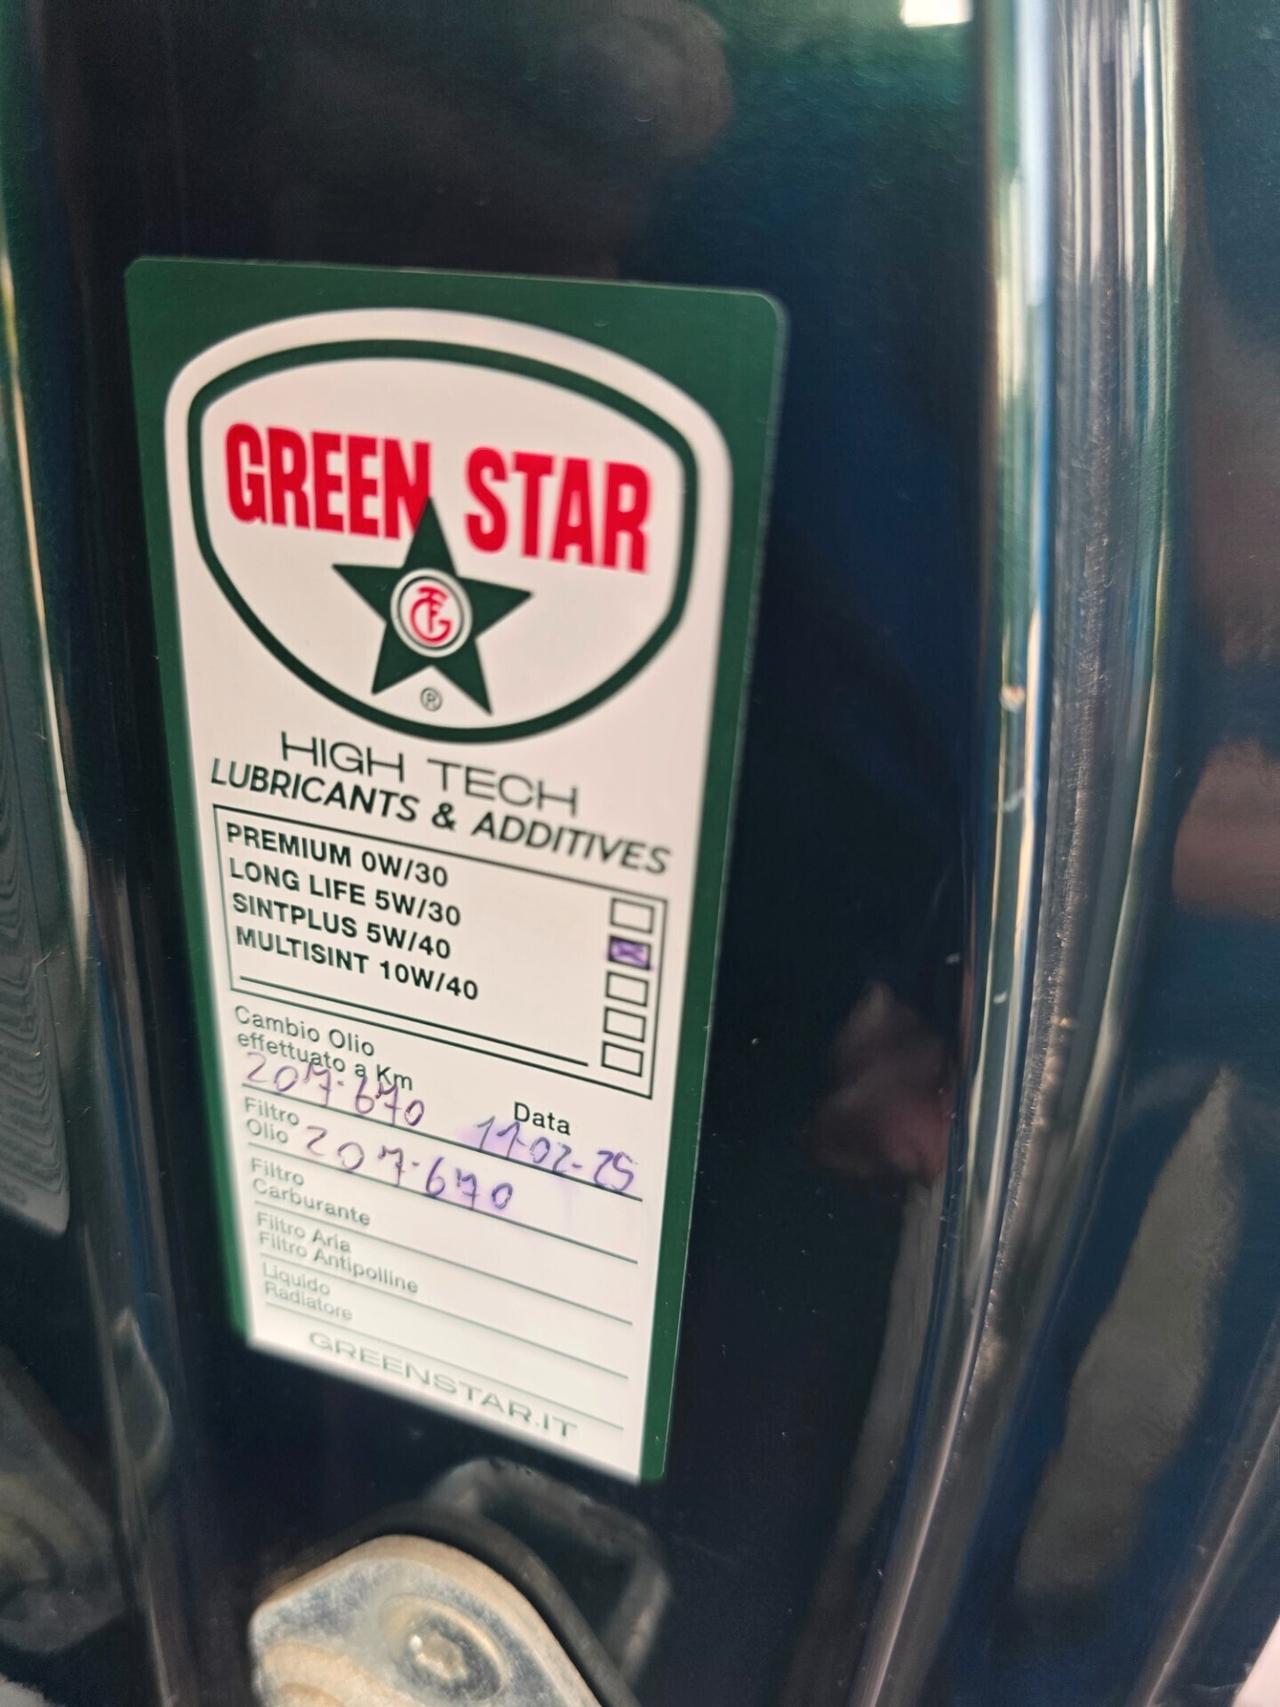 GREEN STAR
®
HIGH TECH
LUBRICANTS & ADDITIVES
PREMIUM 0W/30
LONG LIFE 5W/30
SINTPLUS 5W/40
MULTISINT 10W/40
Cambio Olio
effettuato a Km
207.670
Data
11-02-25
Filtro
Olio 207.670
Filtro
Carburante
Filtro Aria
Filtro Antipolline
Liquido
Radiatore
GREENSTAR.IT